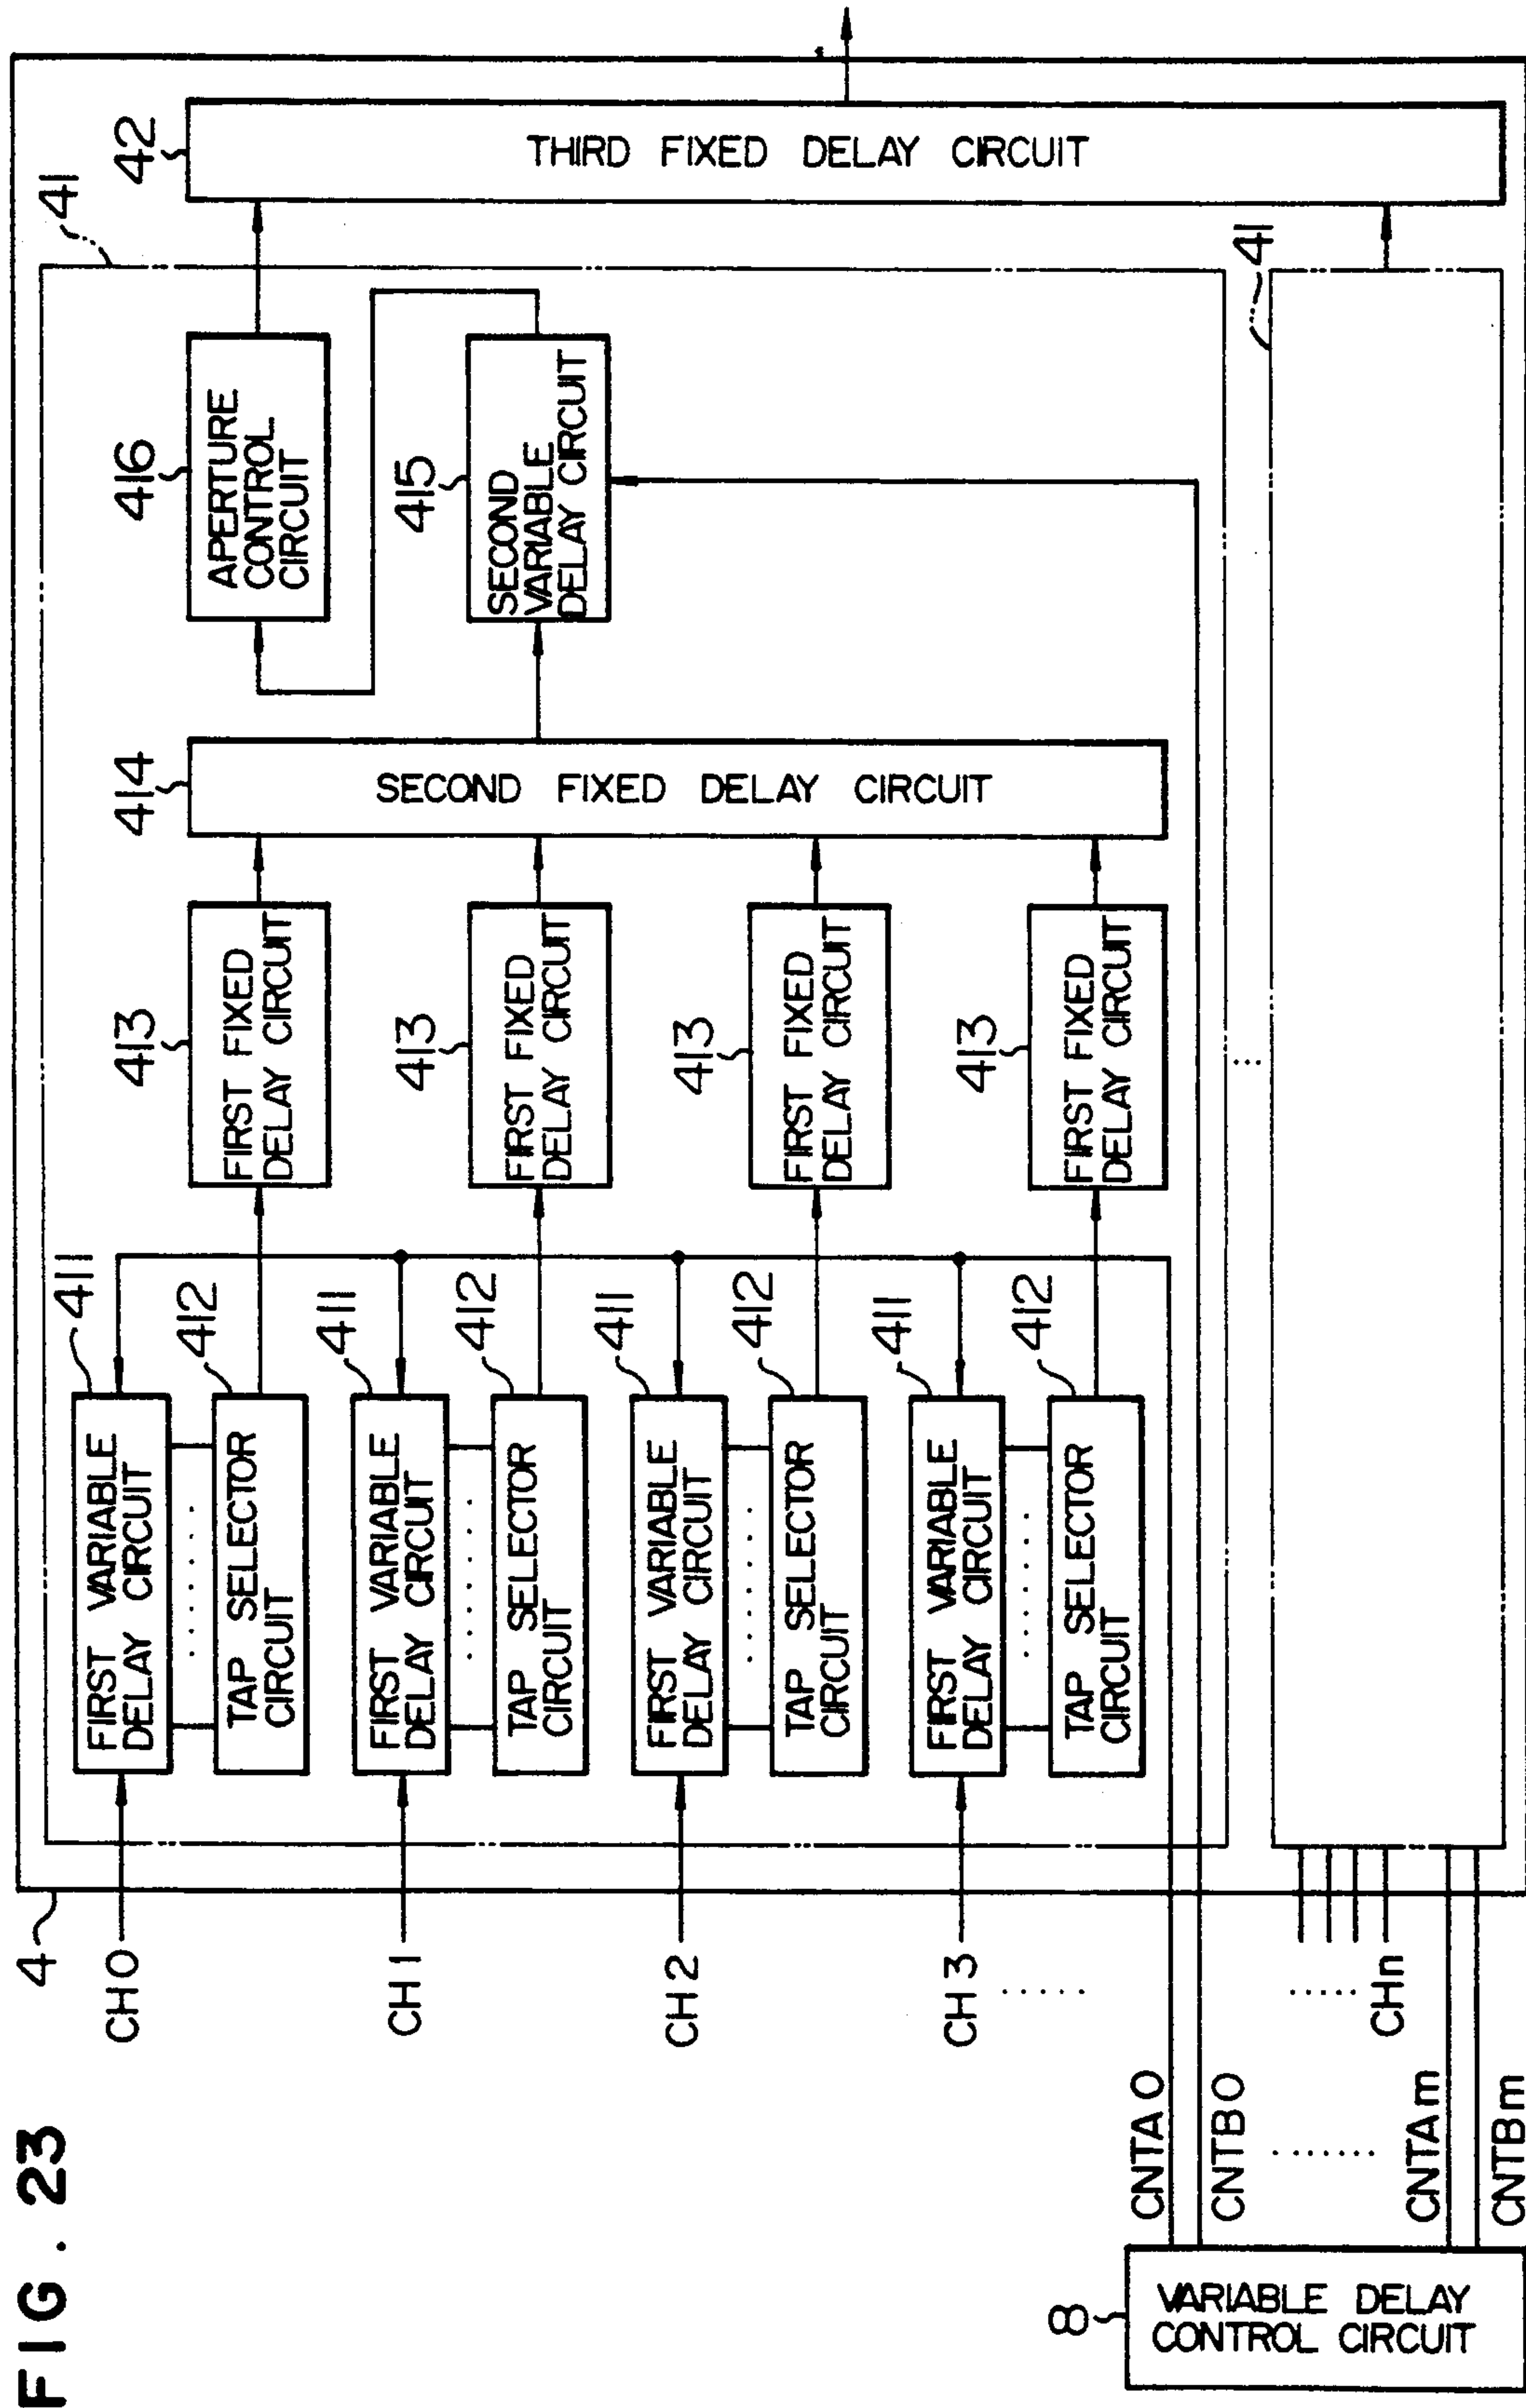 FIG. 23
4
CH0
FIRST VARIABLE
DELAY CIRCUIT
411
TAP SELECTOR
CIRCUIT
412
FIRST FIXED
DELAY CIRCUIT
413
CH1
FIRST VARIABLE
DELAY CIRCUIT
411
TAP SELECTOR
CIRCUIT
412
FIRST FIXED
DELAY CIRCUIT
413
CH2
FIRST VARIABLE
DELAY CIRCUIT
411
TAP SELECTOR
CIRCUIT
412
FIRST FIXED
DELAY CIRCUIT
413
CH3
FIRST VARIABLE
DELAY CIRCUIT
411
TAP SELECTOR
CIRCUIT
412
FIRST FIXED
DELAY CIRCUIT
413
SECOND FIXED DELAY CIRCUIT
414
SECOND
VARIABLE
DELAY CIRCUIT
415
APERTURE
CONTROL
CIRCUIT
416
41
THIRD FIXED DELAY CIRCUIT
42
41
CHn
CNTA0
CNTB0
CNTAm
CNTBm
8
VARIABLE DELAY
CONTROL CIRCUIT